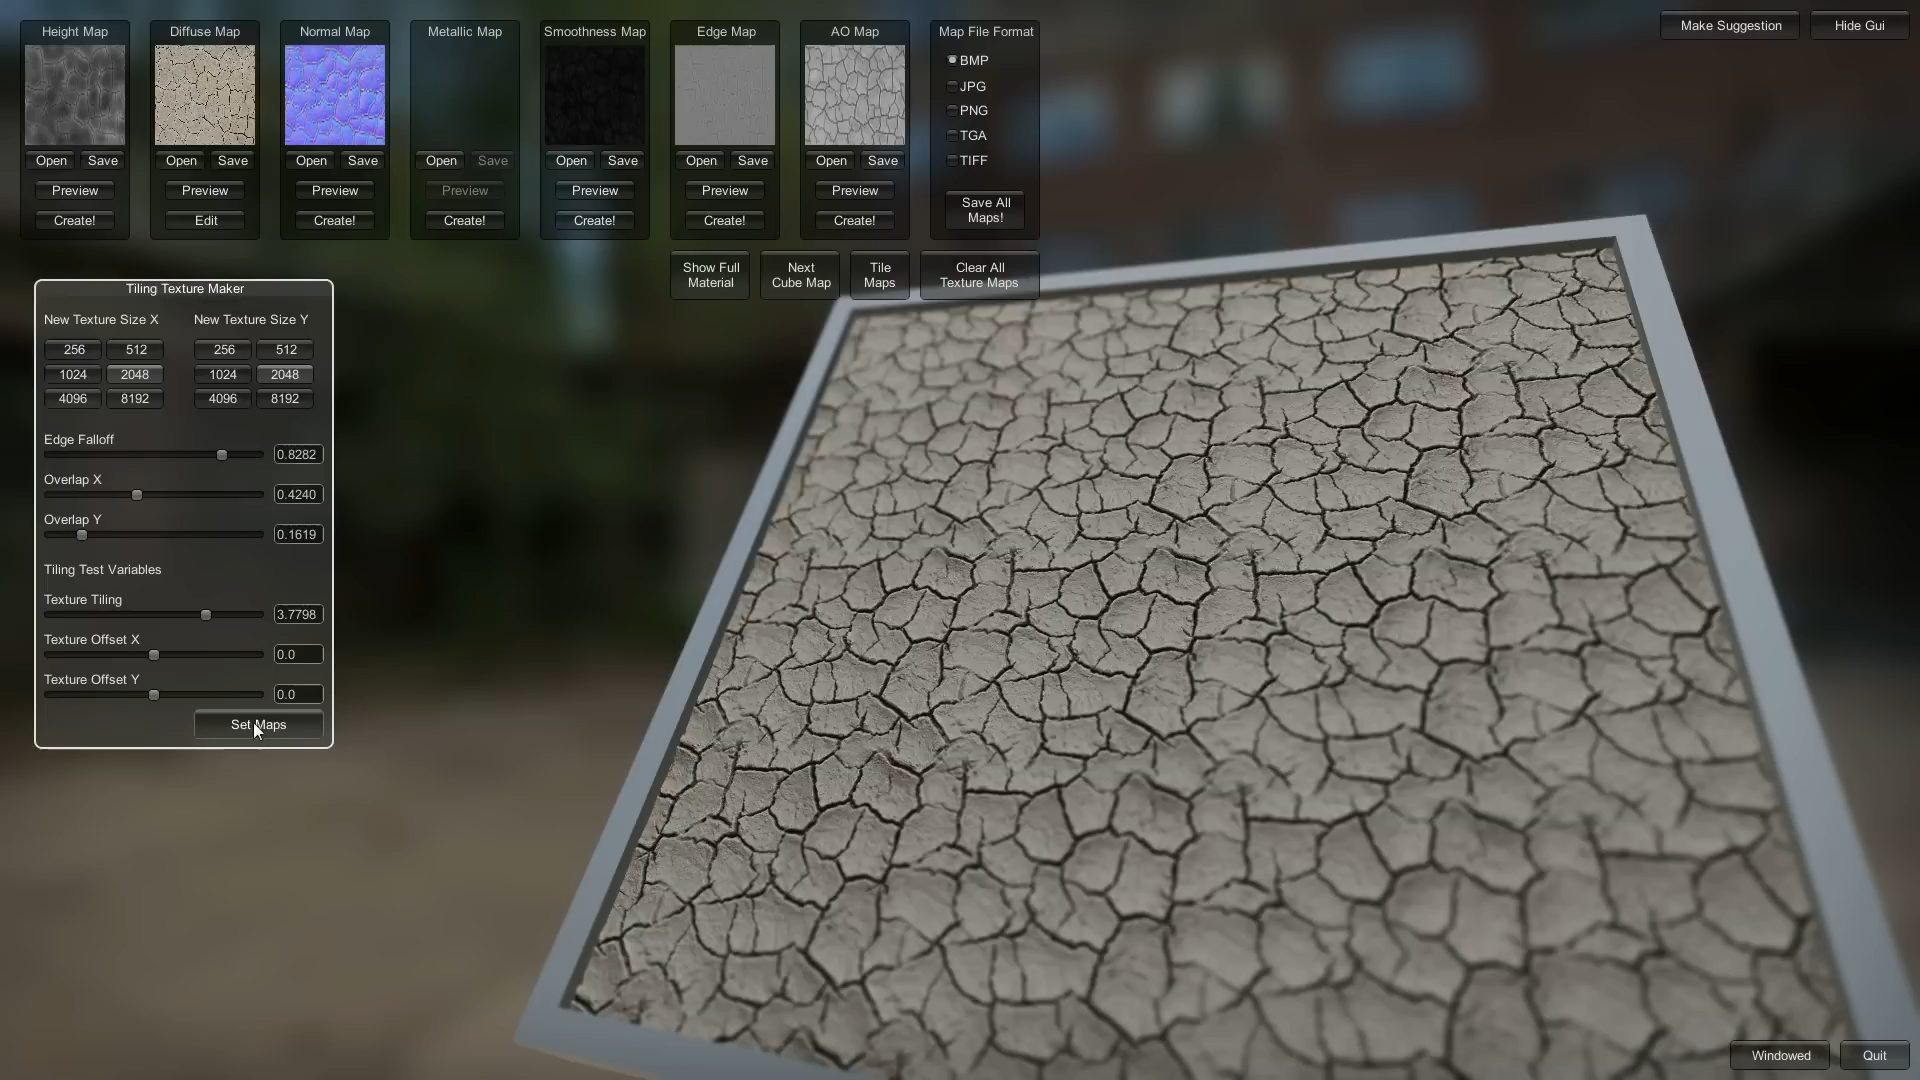 Height Map
Diffuse Map
Normal Map
Metallic Map
Smoothness Map
Edge Map
AO Map
Map File Format
Make Suggestion
Hide Gui
BMP
JPG
PNG
TGA
TIFF
Open Save
Open Save
Open Save
Open Save
Open Save
Open Save
Open Save
Preview
Preview
Preview
Preview
Preview
Preview
Preview
Create!
Edit
Create!
Create!
Create!
Create!
Create!
Save All
Maps!
Show Full
Material
Next
Cube Map
Tile
Maps
Clear All
Texture Maps
Tiling Texture Maker
New Texture Size X
New Texture Size Y
256 512
256 512
1024 2048
1024 2048
4096 8192
4096 8192
Edge Falloff
0.8282
Overlap X
0.4240
Overlap Y
0.1619
Tiling Test Variables
Texture Tiling
3.7798
Texture Offset X
0.0
Texture Offset Y
0.0
Set Maps
Windowed
Quit